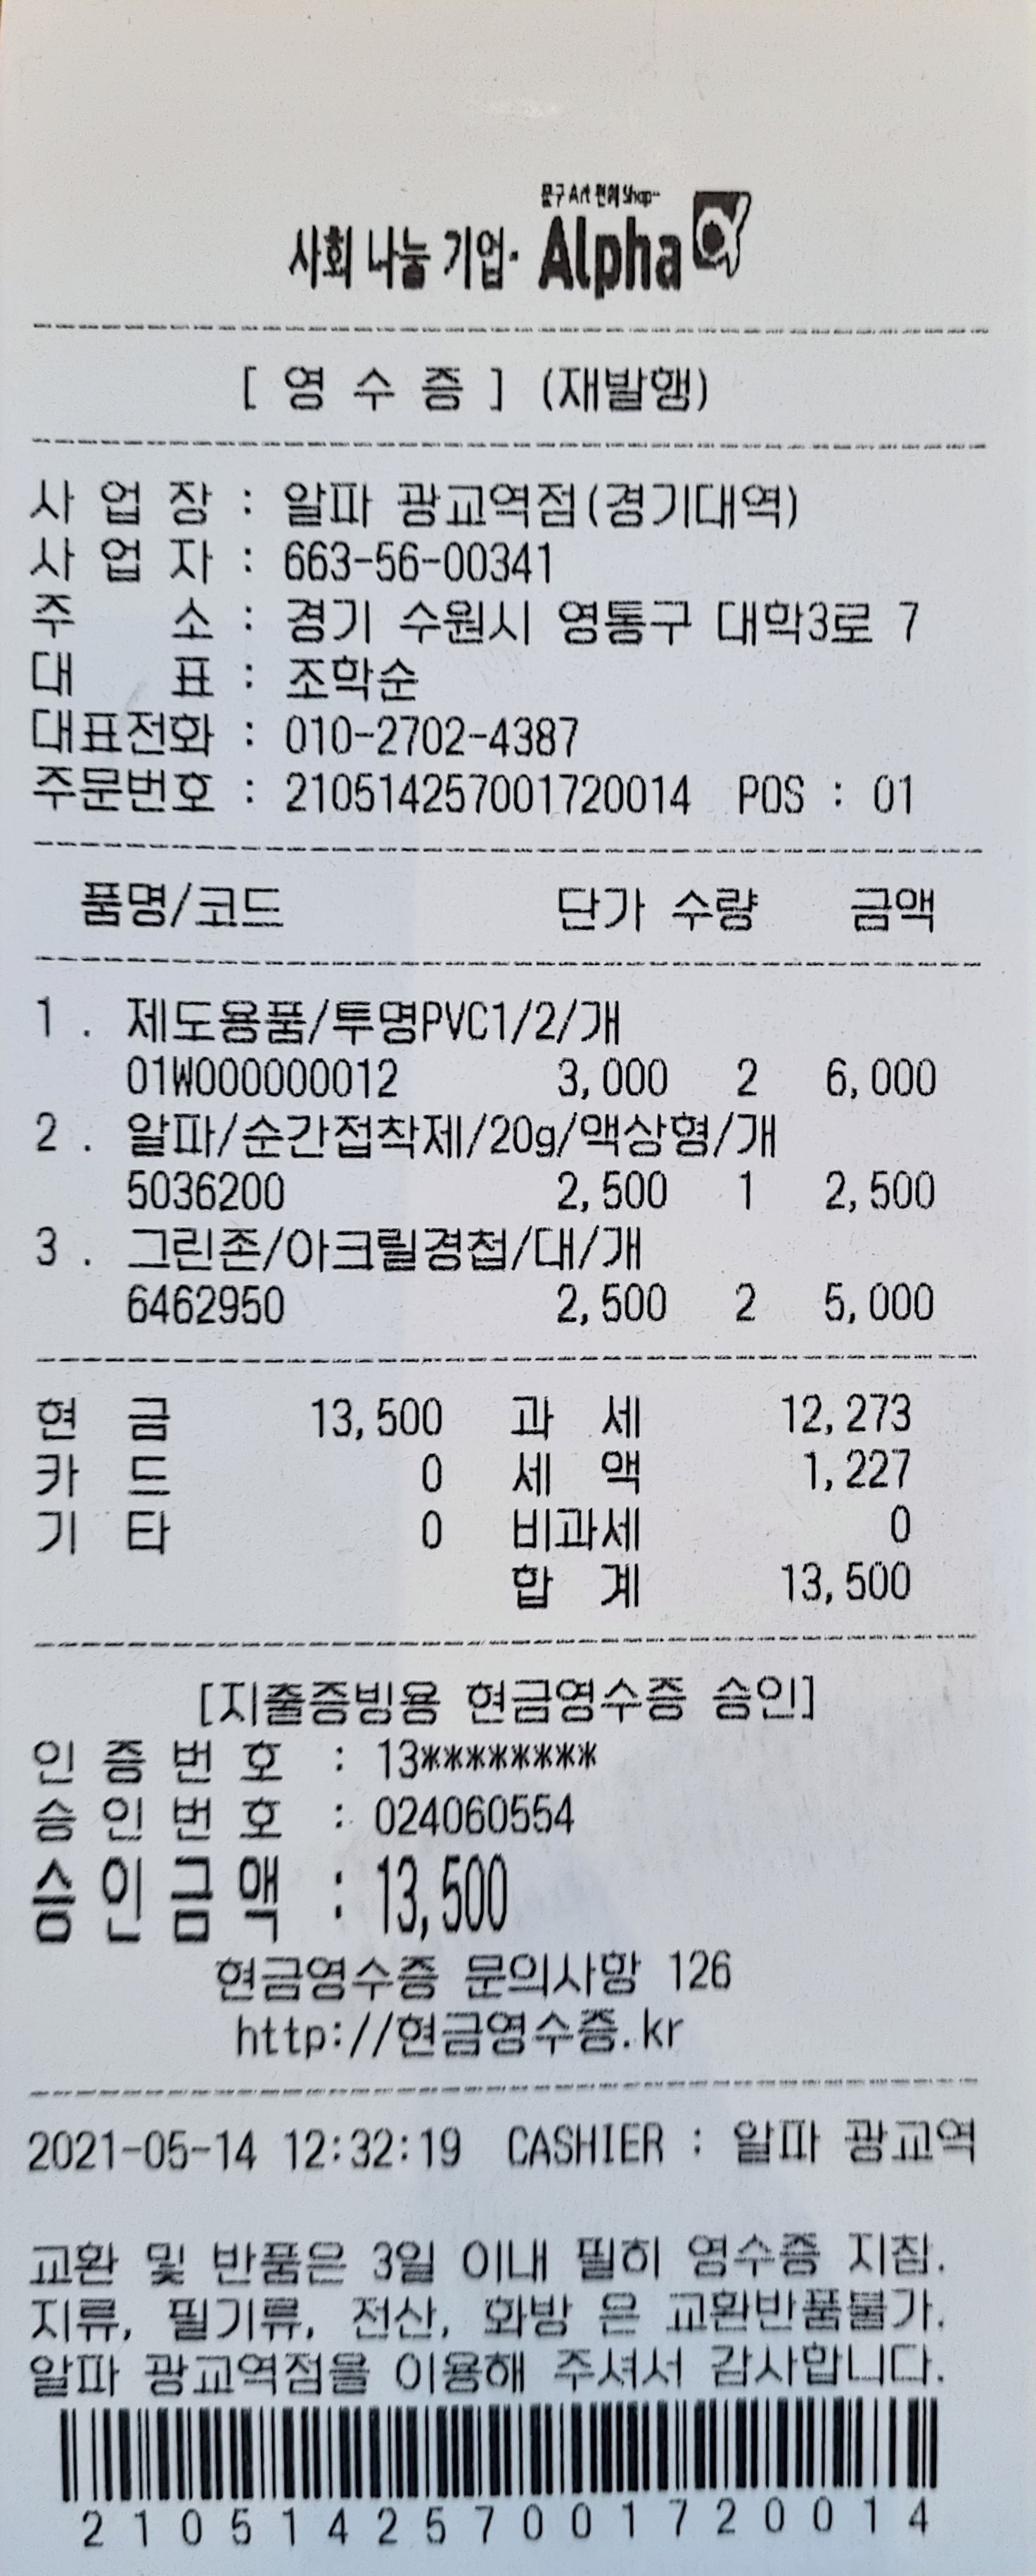 문구 Art 편의 Shop
사회 나눔 기업· Alpha
[ 영 수 증 ] (재발행)
사 업 장 : 알파 광교역점(경기대역)
사 업 자 : 663-56-00341
주 소 : 경기 수원시 영통구 대학3로 7
대 표 : 조학순
대표전화 : 010-2702-4387
주문번호 : 210514257001720014 POS : 01
품명/코드 단가 수량 금액
1 . 제도용품/투명PVC1/2/개
01W000000012 3,000 2 6,000
2 . 알파/순간접착제/20g/액상형/개
5036200 2,500 1 2,500
3 . 그린존/아크릴경첩/대/개
6462950 2,500 2 5,000
현 금 13,500 과 세 12,273
카 드 0 세 액 1,227
기 타 0 비과세 0
합 계 13,500
[지출증빙용 현금영수증 승인]
인 증 번 호 : 13********
승 인 번 호 : 024060554
승 인 금 액 : 13,500
현금영수증 문의사항 126
http://현금영수증.kr
2021-05-14 12:32:19 CASHIER : 알파 광교역
교환 및 반품은 3일 이내 필히 영수증 지참.
지류, 필기류, 전산, 화방 은 교환반품불가.
알파 광교역점을 이용해 주셔서 감사합니다.
210514257001720014